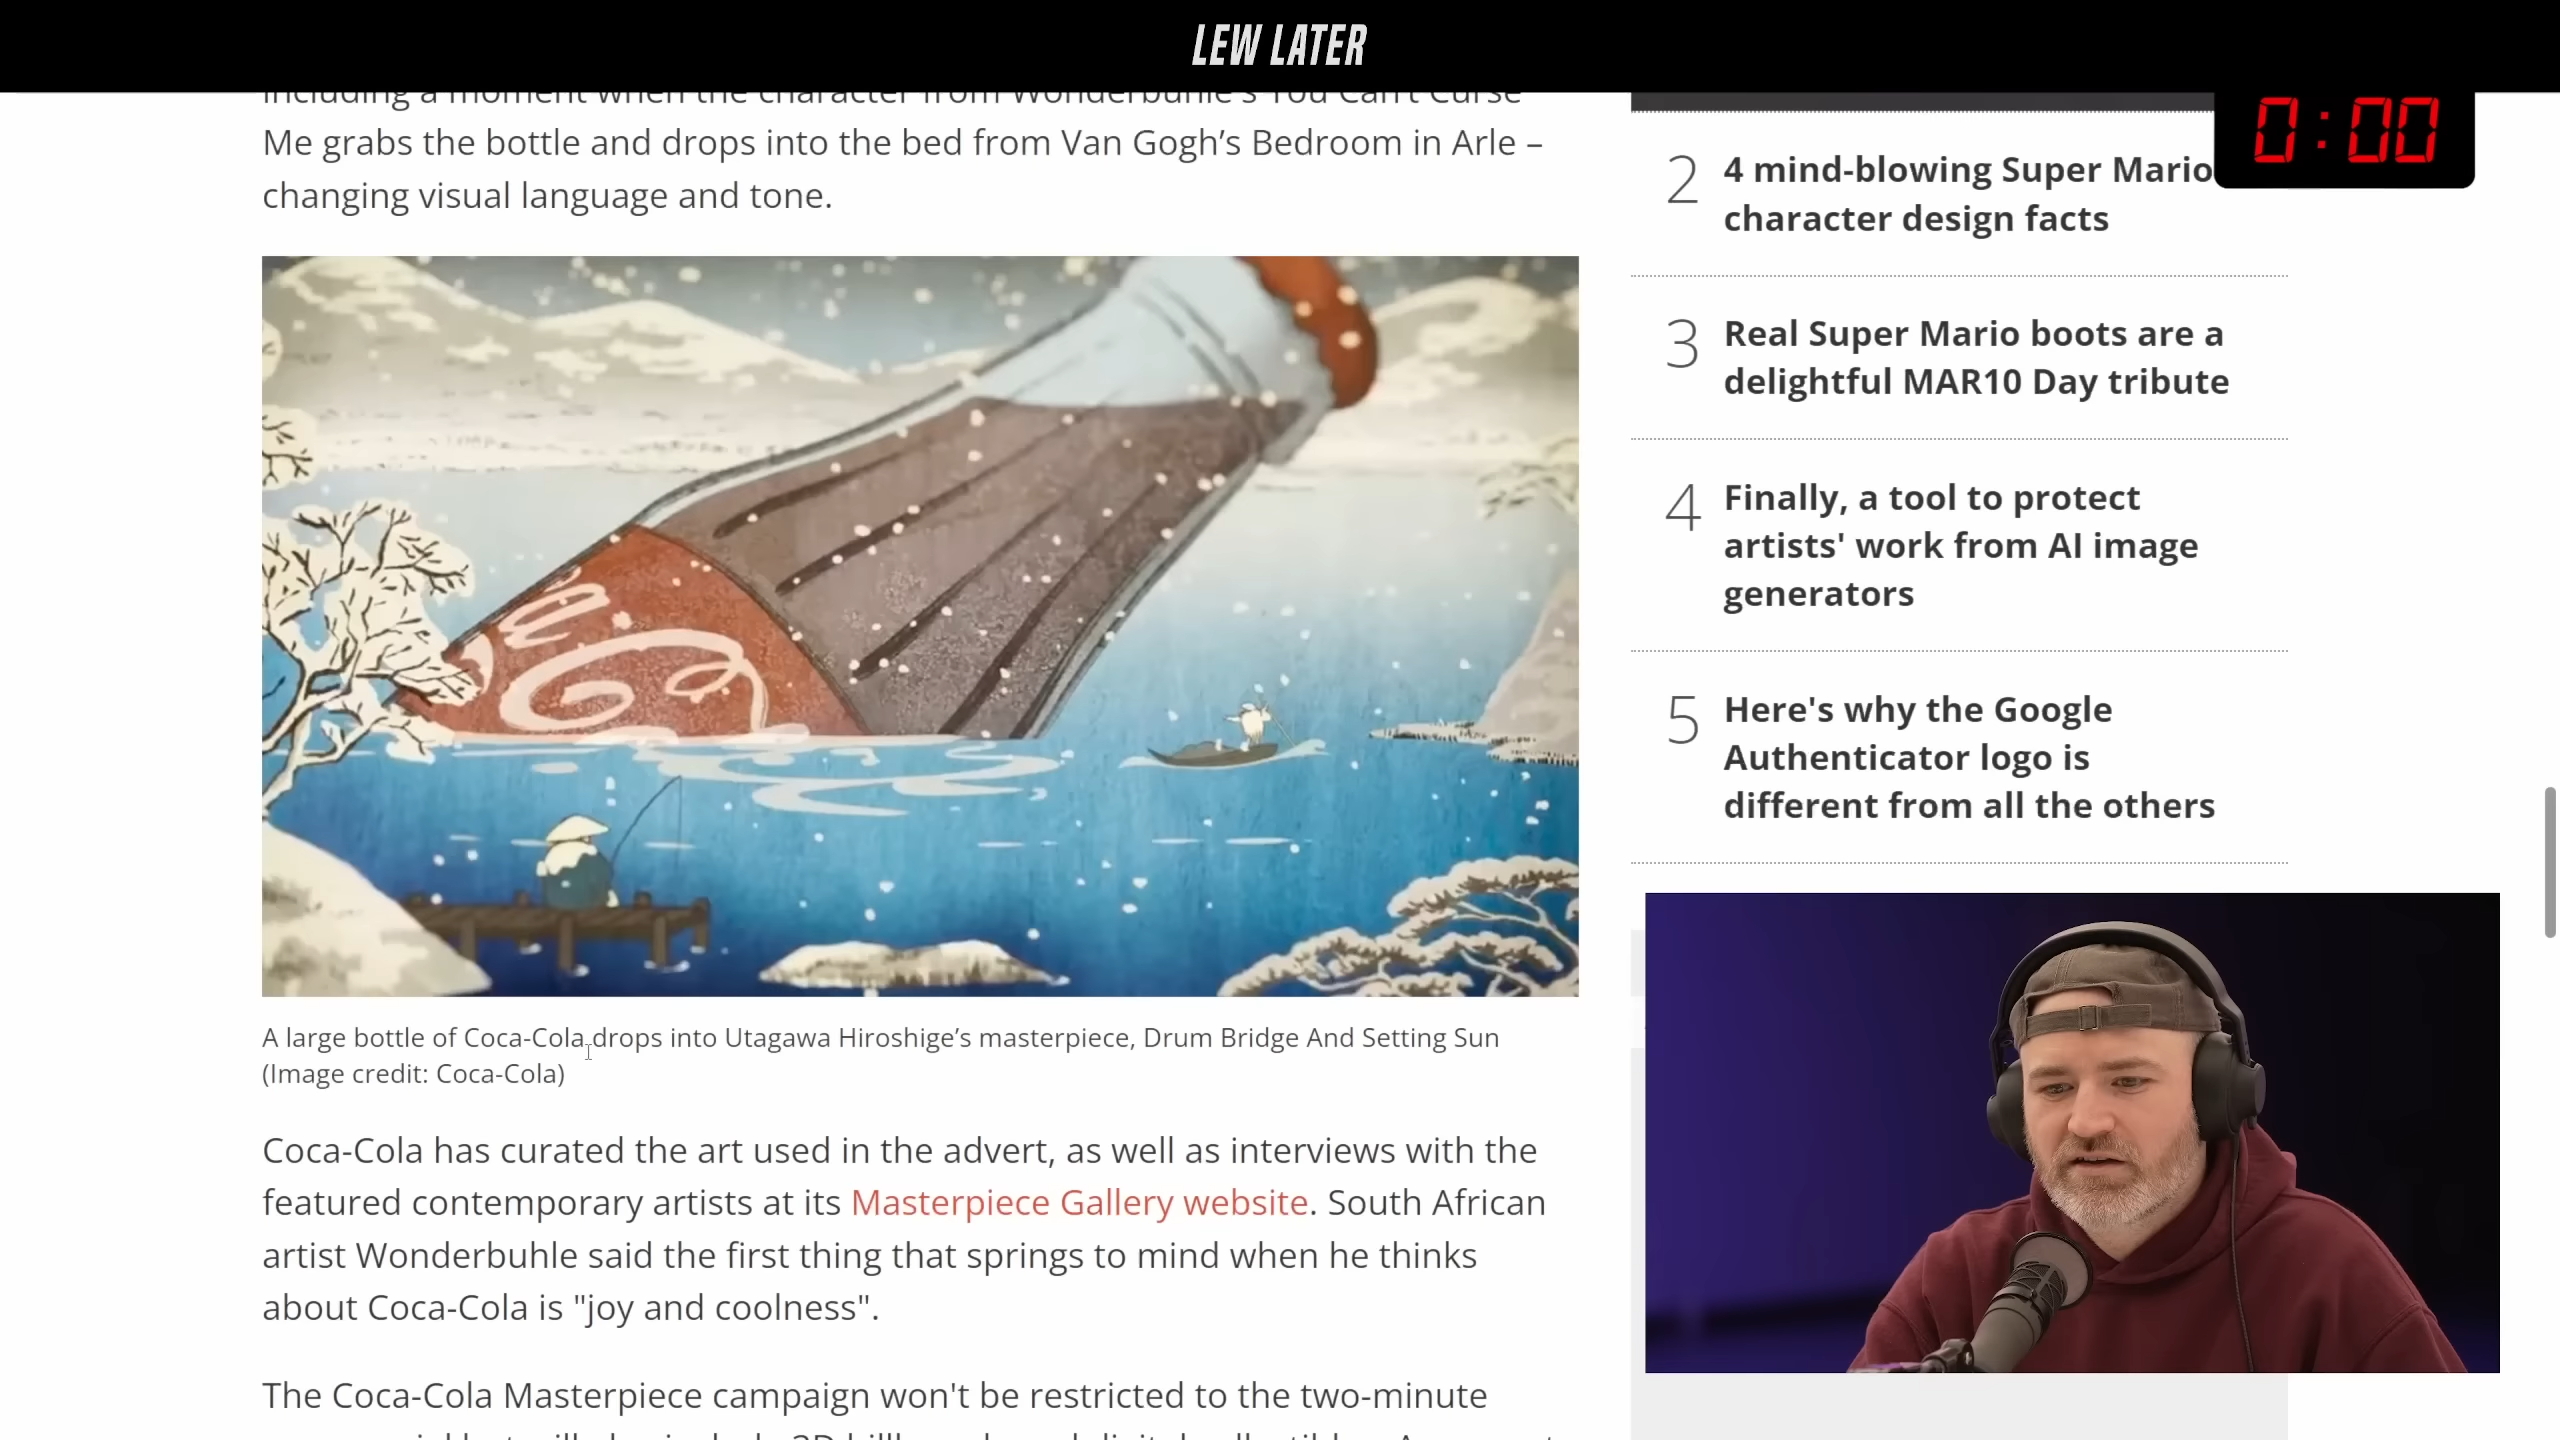 LEW LATER
0:00
including a moment when the character from Wonderbuhle's You Can't Curse
Me grabs the bottle and drops into the bed from Van Gogh’s Bedroom in Arle –
changing visual language and tone.
A large bottle of Coca-Cola drops into Utagawa Hiroshige’s masterpiece, Drum Bridge And Setting Sun
(Image credit: Coca-Cola)
Coca-Cola has curated the art used in the advert, as well as interviews with the
featured contemporary artists at its Masterpiece Gallery website. South African
artist Wonderbuhle said the first thing that springs to mind when he thinks
about Coca-Cola is "joy and coolness".
The Coca-Cola Masterpiece campaign won't be restricted to the two-minute
2
4 mind-blowing Super Mario
character design facts
3
Real Super Mario boots are a
delightful MAR10 Day tribute
4
Finally, a tool to protect
artists' work from AI image
generators
5
Here's why the Google
Authenticator logo is
different from all the others